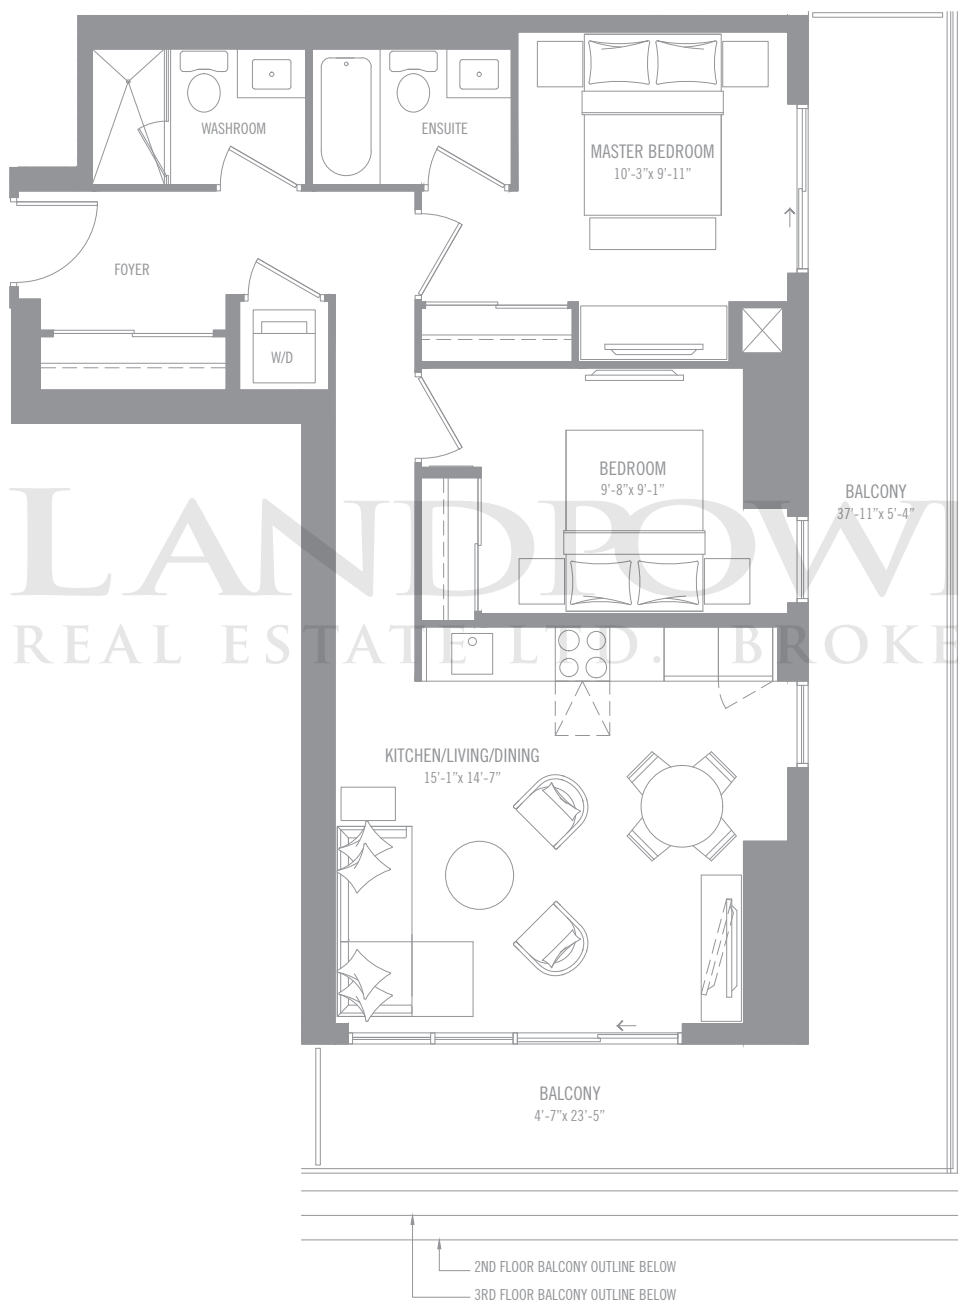 WASHROOM
ENSUITE
MASTER BEDROOM
10'-3"x 9'-11"
FOYER
W/D
BEDROOM
9'-8"x 9'-1"
BALCONY
37'-11"x 5'-4"
REAL ESTATE LTD.
KITCHEN/LIVING/DINING
15'-1"x 14'-7"
BALCONY
4'-7"x 23'-5"
2ND FLOOR BALCONY OUTLINE BELOW
3RD FLOOR BALCONY OUTLINE BELOW